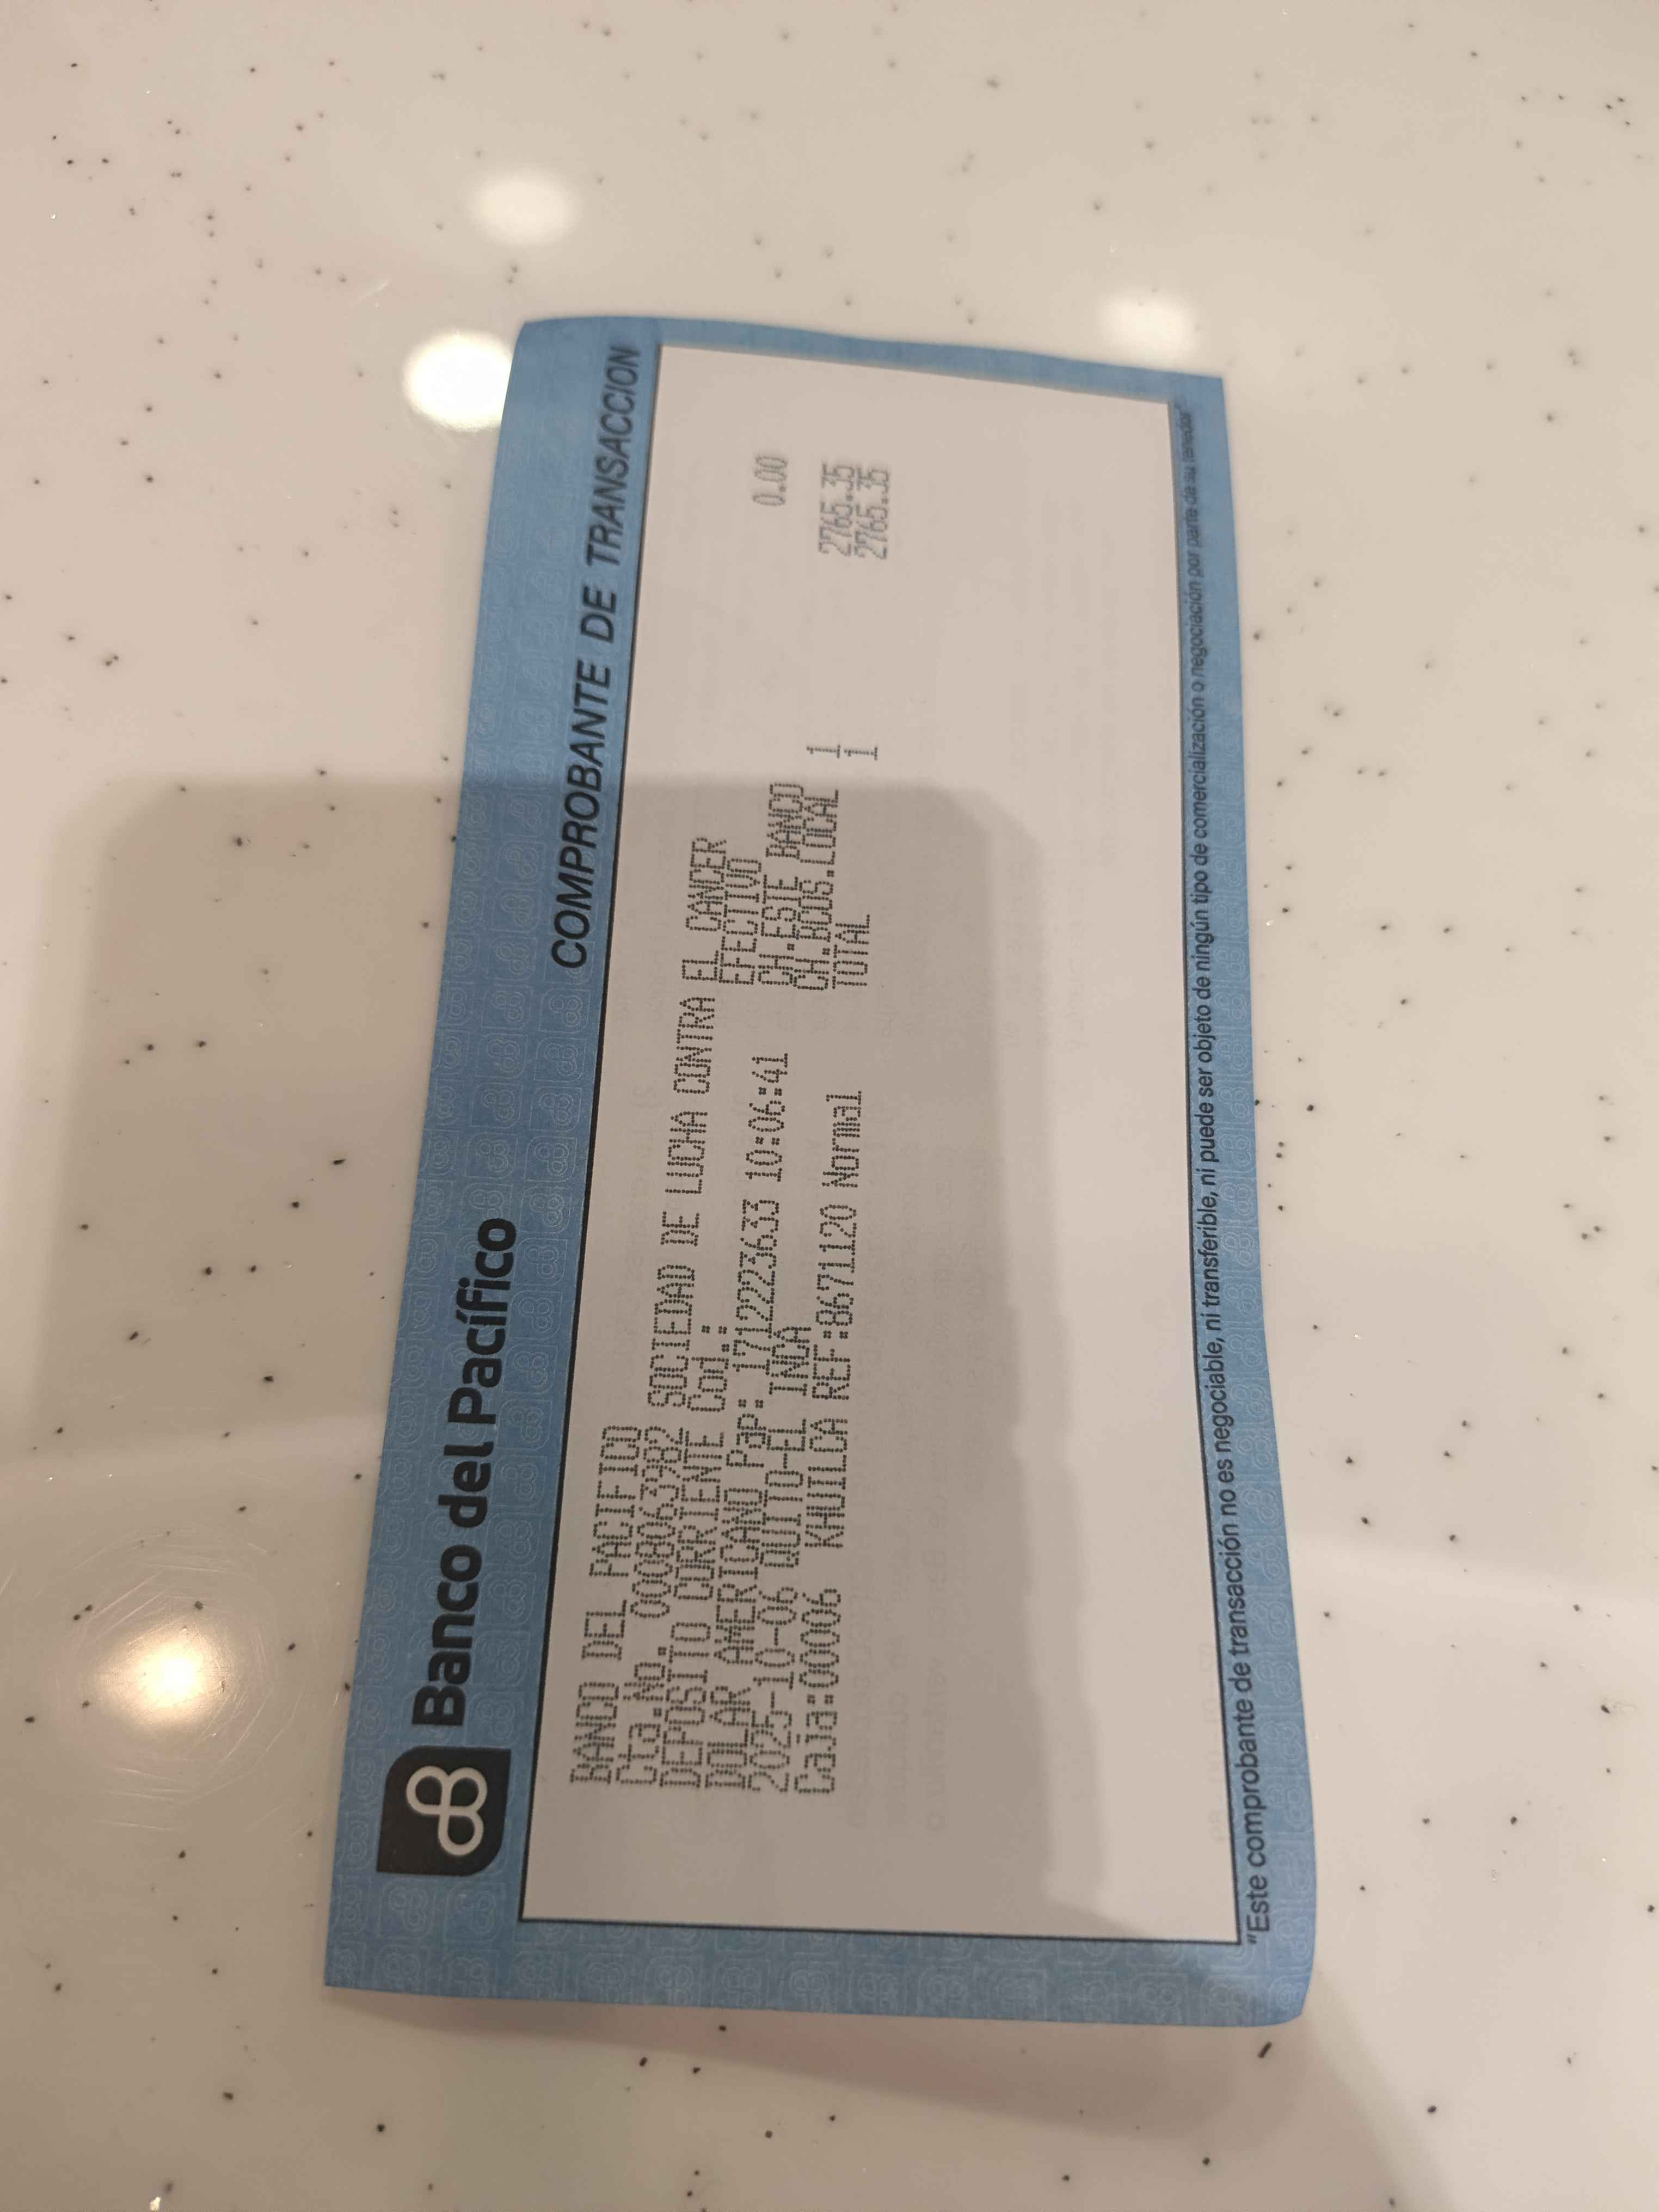 Banco del Pacífico
COMPROBANTE DE TRANSACCION
BANCO DEL PACIFICO
Cta.No. 0008063382 SOCIEDAD DE LUCHA CONTRA EL CANCER
DEPOSITO CORRIENTE Cod.: EFECTIVO 0.00
DOLAR AMERICANO Pap: 1712223633 10:06:41 CH.ESTE BANCO
2025-10-06 QUITO-EL INCA CH.BCOS.LOCAL 1 2765.35
Caja:0006 KHUILCA REF:8671120 Normal TOTAL 1 2765.35
"Este comprobante de transacción no es negociable, ni transferible, ni puede ser objeto de ningún tipo de comercialización o negociación por parte de su tenedor"